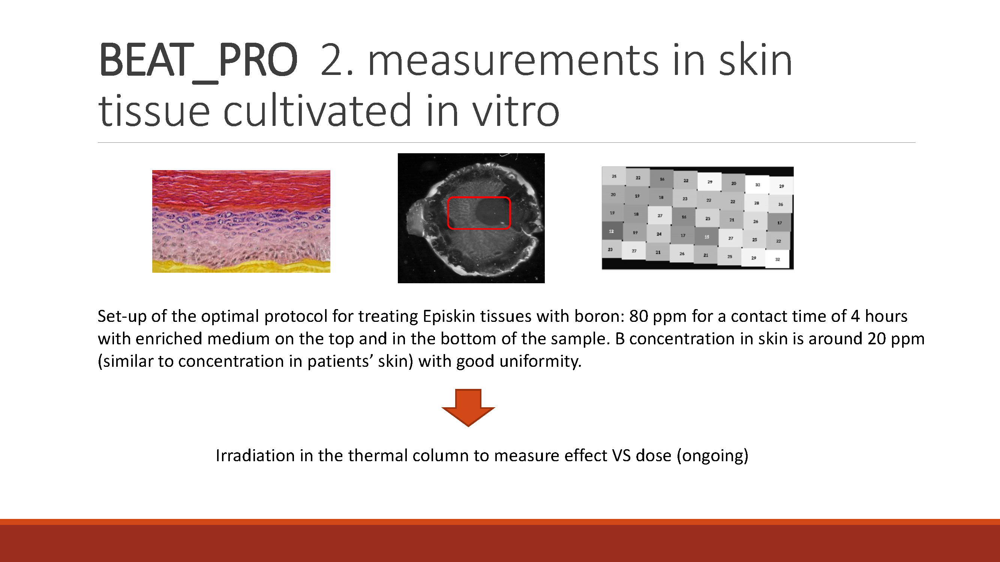 BEAT_PRO 2. measurements in skin
tissue cultivated in vitro
25 22 16 22 29 20 33 29
20 19 18 23 22 22 28 26
19 18 27 16 25 21 26 17
12 19 24 17 15 27 25 22
23 27 21 26 21 25 29 32
Set-up of the optimal protocol for treating Episkin tissues with boron: 80 ppm for a contact time of 4 hours
with enriched medium on the top and in the bottom of the sample. B concentration in skin is around 20 ppm
(similar to concentration in patients’ skin) with good uniformity.
Irradiation in the thermal column to measure effect VS dose (ongoing)